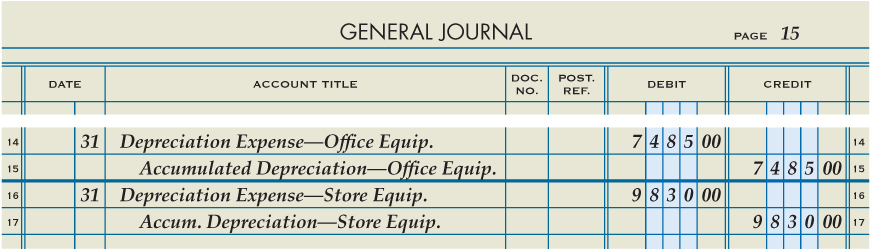 GENERAL JOURNAL PAGE 15
DATE ACCOUNT TITLE DOC. NO. POST. REF. DEBIT CREDIT
14 31 Depreciation Expense—Office Equip. 7 4 8 5 00 14
15 Accumulated Depreciation—Office Equip. 7 4 8 5 00 15
16 31 Depreciation Expense—Store Equip. 9 8 3 0 00 16
17 Accum. Depreciation—Store Equip. 9 8 3 0 00 17